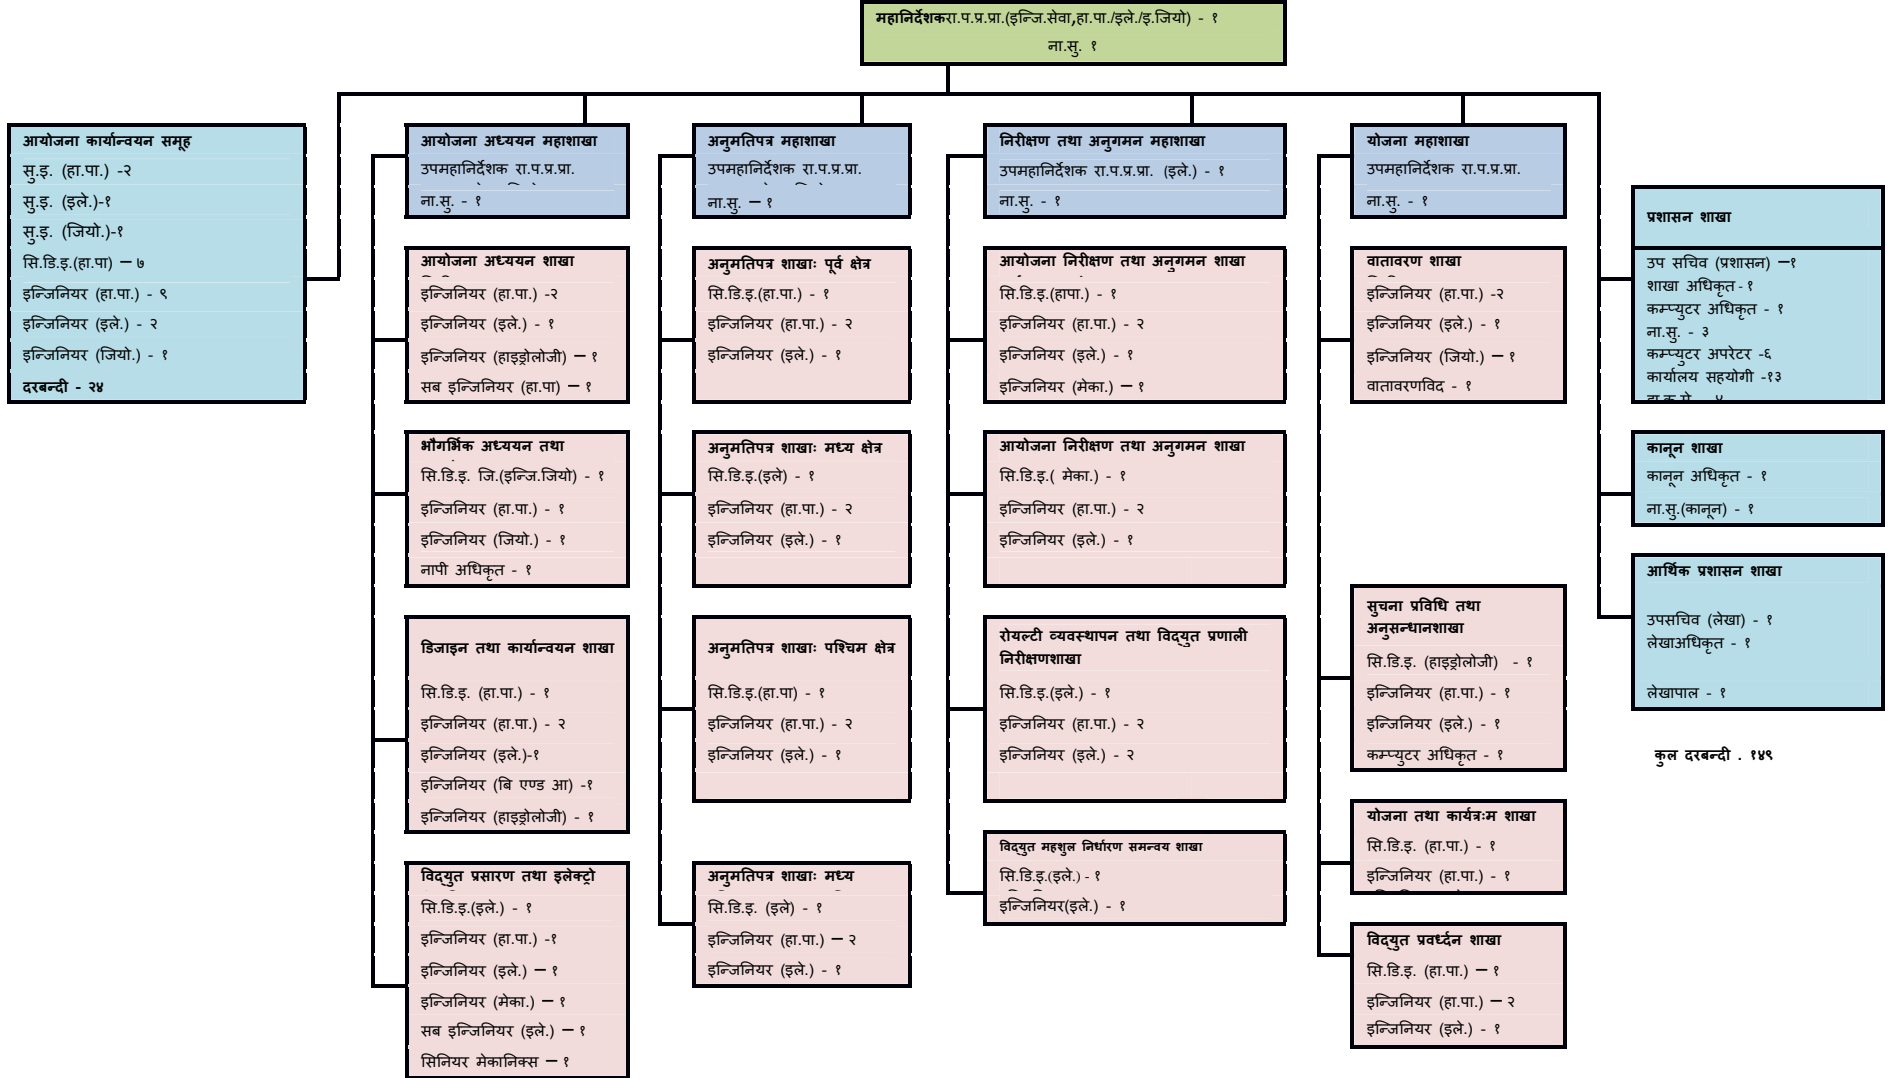 महानिर्देशकरा.प.प्र.प्रा.(इन्जि.सेवा,हा.पा./इले./इ.जियो) - १
ना.सु. १
आयोजना कार्यान्वयन समूह
सु.इ. (हा.पा.) -२
सु.इ. (इले.)-१
सु.इ. (जियो.)-१
सि.डि.इ.(हा.पा) – ७
इन्जिनियर (हा.पा.) - ९
इन्जिनियर (इले.) - २
इन्जिनियर (जियो.) - १
दरबन्दी - २४
आयोजना अध्ययन महाशाखा
उपमहानिर्देशक रा.प.प्र.प्रा.
ना.सु. - १
आयोजना अध्ययन शाखा
इन्जिनियर (हा.पा.) -२
इन्जिनियर (इले.) - १
इन्जिनियर (हाइड्रोलोजी) – १
सब इन्जिनियर (हा.पा) – १
भौगर्भिक अध्ययन तथा
सि.डि.इ. जि.(इन्जि.जियो) - १
इन्जिनियर (हा.पा.) - १
इन्जिनियर (जियो.) - १
नापी अधिकृत - १
डिजाइन तथा कार्यान्वयन शाखा
सि.डि.इ. (हा.पा.) - १
इन्जिनियर (हा.पा.) - २
इन्जिनियर (इले.)-१
इन्जिनियर (बि एण्ड आ) -१
इन्जिनियर (हाइड्रोलोजी) - १
विद्युत प्रसारण तथा इलेक्ट्रो
सि.डि.इ.(इले.) - १
इन्जिनियर (हा.पा.) -१
इन्जिनियर (इले.) – १
इन्जिनियर (मेका.) – १
सब इन्जिनियर (इले.) – १
सिनियर मेकानिक्स – १
अनुमतिपत्र महाशाखा
उपमहानिर्देशक रा.प.प्र.प्रा.
ना.सु. – १
अनुमतिपत्र शाखाः पूर्व क्षेत्र
सि.डि.इ.(हा.पा.) - १
इन्जिनियर (हा.पा.) - २
इन्जिनियर (इले.) - १
अनुमतिपत्र शाखाः मध्य क्षेत्र
सि.डि.इ.(इले) - १
इन्जिनियर (हा.पा.) - २
इन्जिनियर (इले.) - १
अनुमतिपत्र शाखाः पश्चिम क्षेत्र
सि.डि.इ.(हा.पा) - १
इन्जिनियर (हा.पा.) - २
इन्जिनियर (इले.) - १
अनुमतिपत्र शाखाः मध्य
सि.डि.इ. (इले) - १
इन्जिनियर (हा.पा.) – २
इन्जिनियर (इले.) - १
निरीक्षण तथा अनुगमन महाशाखा
उपमहानिर्देशक रा.प.प्र.प्रा. (इले.) - १
ना.सु. - १
आयोजना निरीक्षण तथा अनुगमन शाखा
सि.डि.इ.(हापा.) - १
इन्जिनियर (हा.पा.) - २
इन्जिनियर (इले.) - १
इन्जिनियर (मेका.) – १
आयोजना निरीक्षण तथा अनुगमन शाखा
सि.डि.इ.( मेका.) - १
इन्जिनियर (हा.पा.) - २
इन्जिनियर (इले.) - १
रोयल्टी व्यवस्थापन तथा विद्युत प्रणाली
निरीक्षणशाखा
सि.डि.इ.(इले.) - १
इन्जिनियर (हा.पा.) - २
इन्जिनियर (इले.) - २
विद्युत महशुल निर्धारण समन्वय शाखा
सि.डि.इ.(इले.) - १
इन्जिनियर(इले.) - १
योजना महाशाखा
उपमहानिर्देशक रा.प.प्र.प्रा.
ना.सु. - १
वातावरण शाखा
इन्जिनियर (हा.पा.) -२
इन्जिनियर (इले.) - १
इन्जिनियर (जियो.) – १
वातावरणविद - १
सुचना प्रविधि तथा
अनुसन्धानशाखा
सि.डि.इ. (हाइड्रोलोजी) - १
इन्जिनियर (हा.पा.) - १
इन्जिनियर (इले.) - १
कम्प्युटर अधिकृत - १
योजना तथा कार्यत्रःम शाखा
सि.डि.इ. (हा.पा.) - १
इन्जिनियर (हा.पा.) - १
विद्युत प्रवर्ध्दन शाखा
सि.डि.इ. (हा.पा.) – १
इन्जिनियर (हा.पा.) – २
इन्जिनियर (इले.) - १
प्रशासन शाखा
उप सचिव (प्रशासन) –१
शाखा अधिकृत - १
कम्प्युटर अधिकृत - १
ना.सु. - ३
कम्प्युटर अपरेटर -६
कार्यालय सहयोगी -१३
कानून शाखा
कानून अधिकृत - १
ना.सु.(कानून) - १
आर्थिक प्रशासन शाखा
उपसचिव (लेखा) - १
लेखाअधिकृत - १
लेखापाल - १
कुल दरबन्दी . १४९